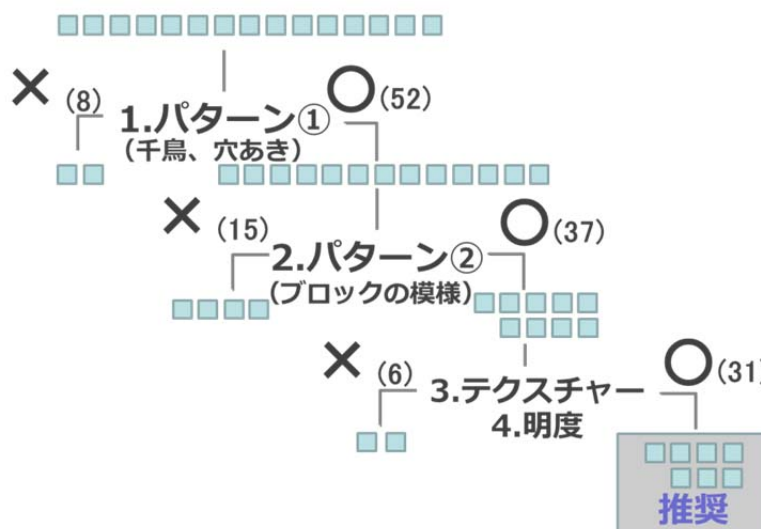 × (8)
○(52)
1.パターン①
(千鳥、穴あき)
× (15)
○(37)
2.パターン②
(ブロックの模様)
× (6)
○(31)
3.テクスチャー
4.明度
推奨